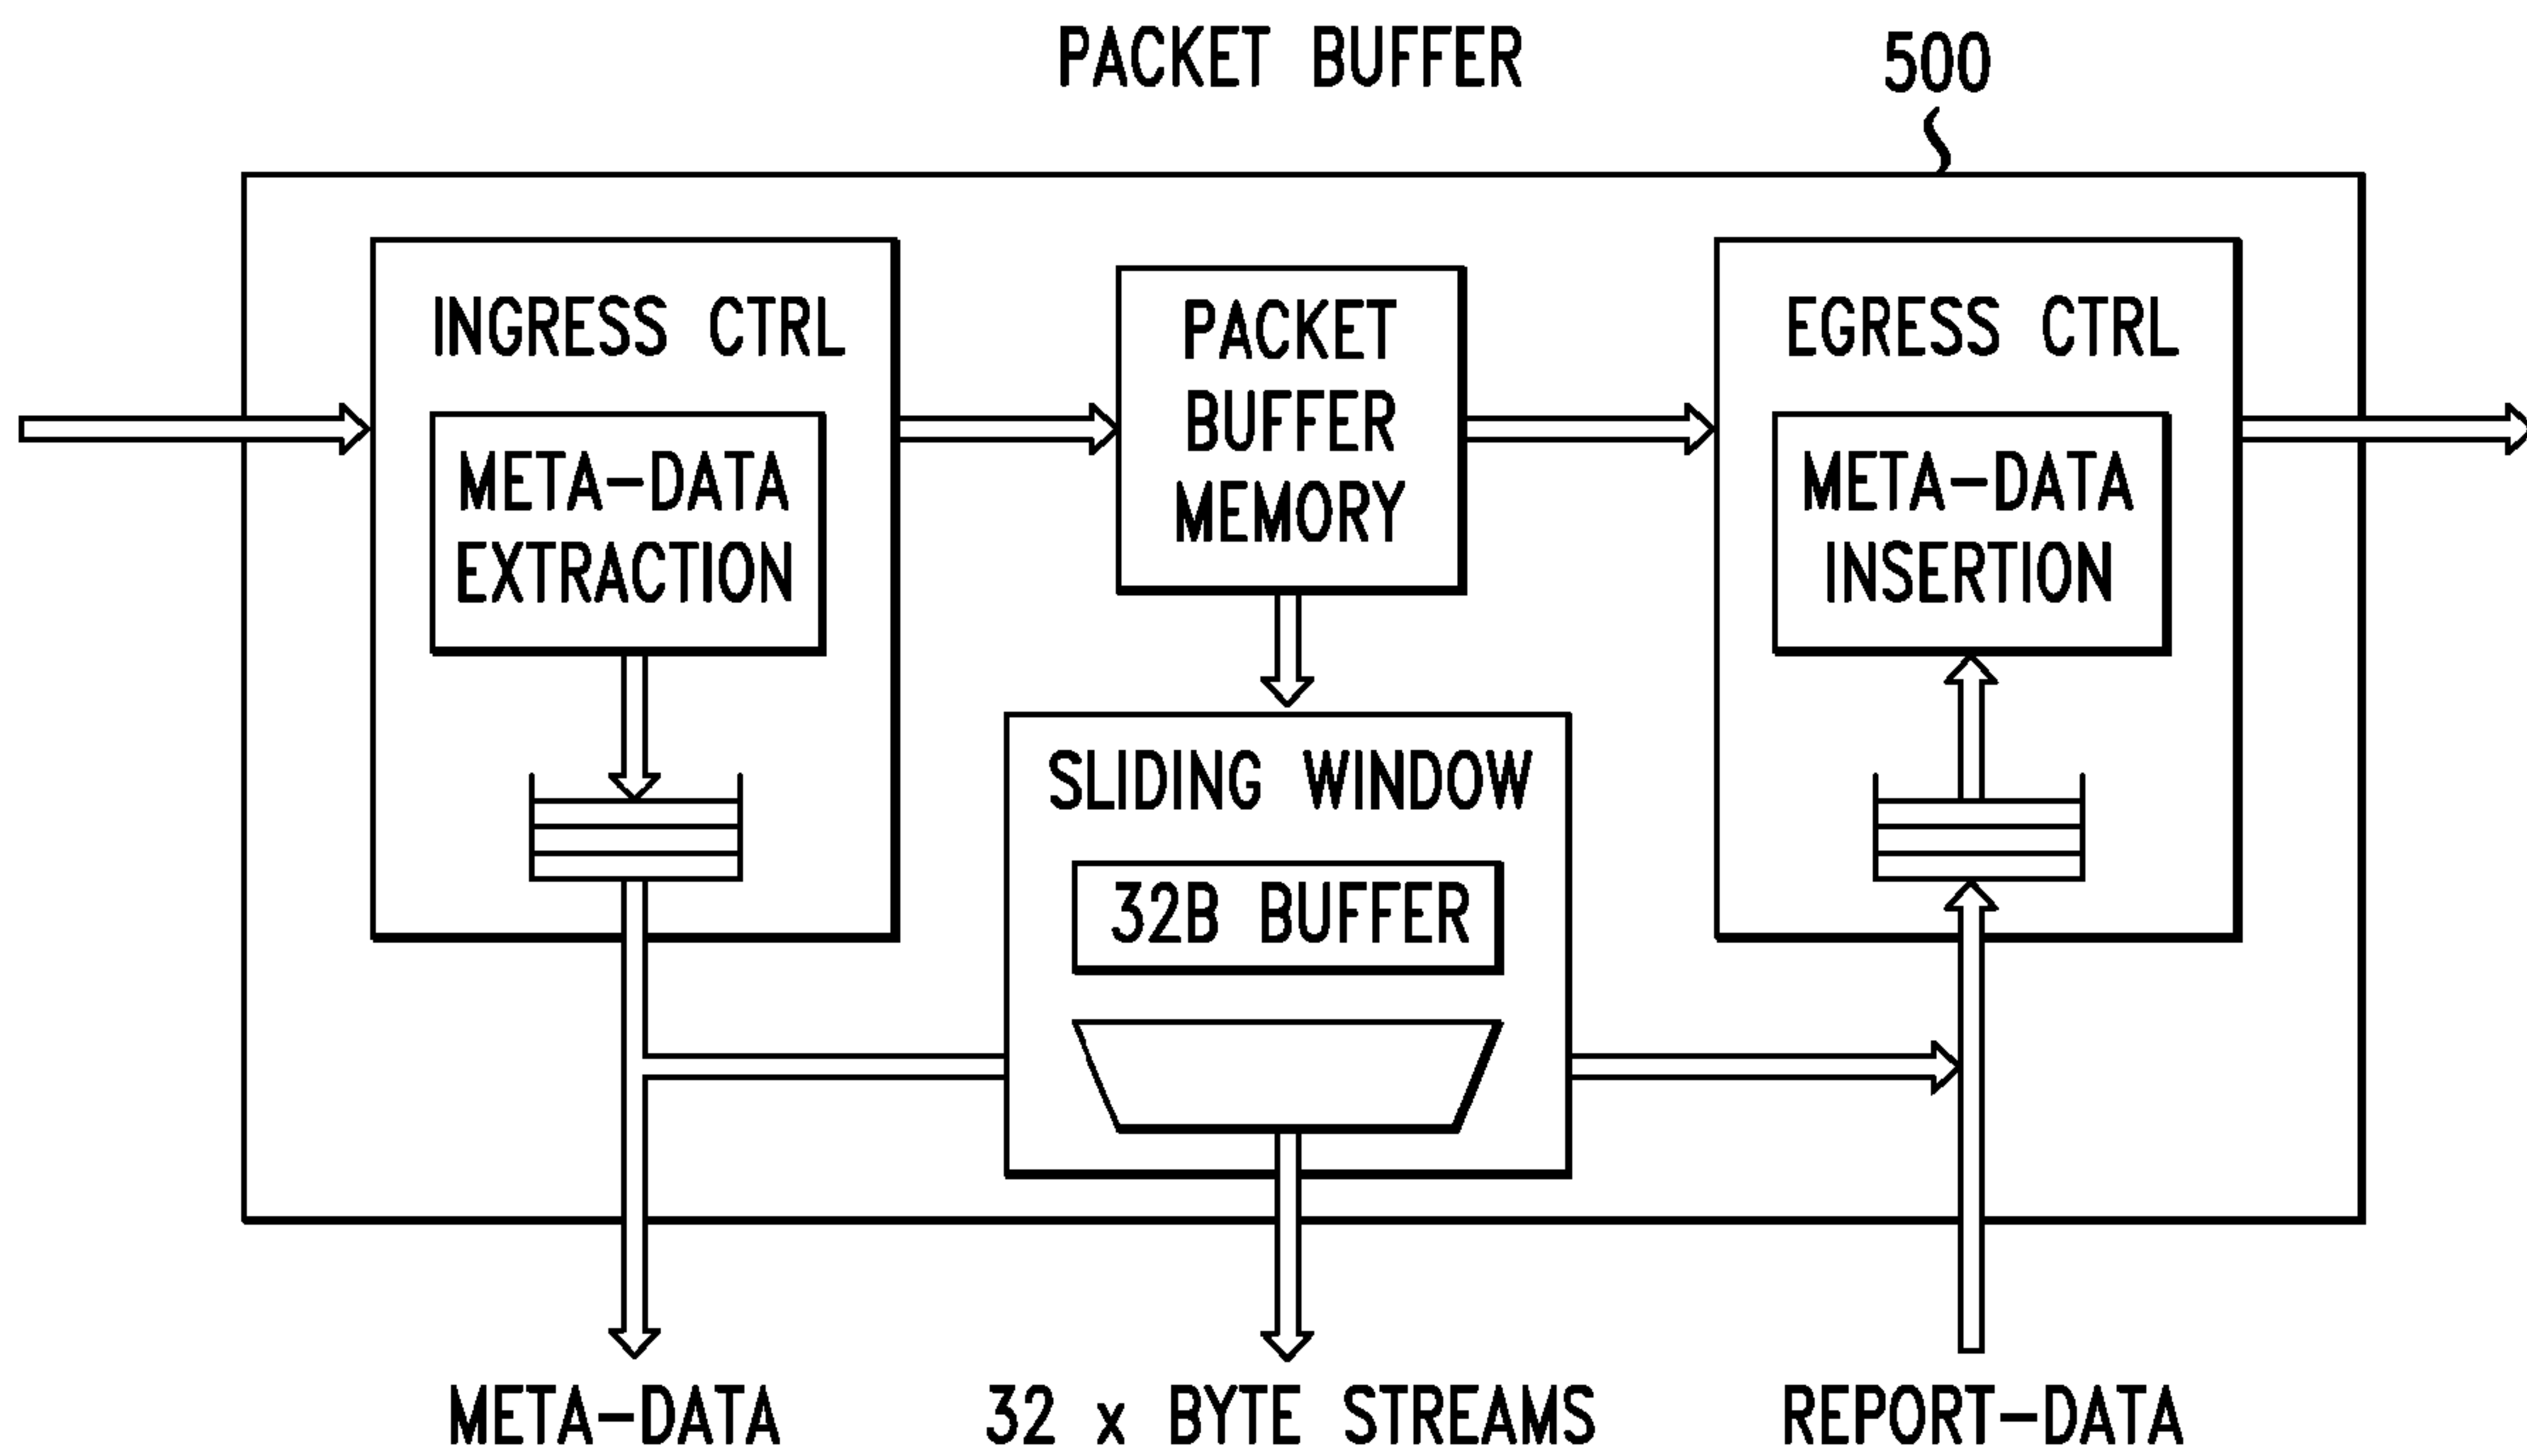 PACKET BUFFER
500
INGRESS CTRL
META-DATA
EXTRACTION
PACKET
BUFFER
MEMORY
EGRESS CTRL
META-DATA
INSERTION
SLIDING WINDOW
32B BUFFER
META-DATA
32 x BYTE STREAMS
REPORT-DATA